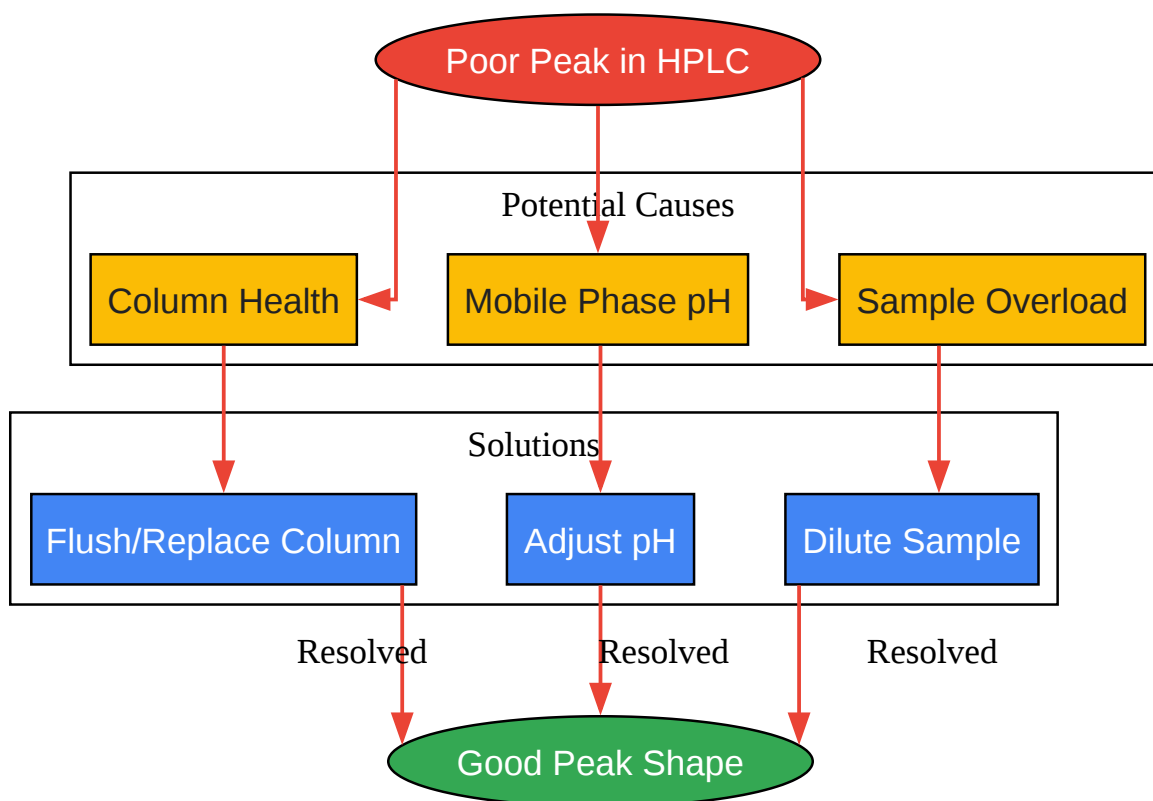 Poor Peak in HPLC
Potential Causes
Column Health
Mobile Phase pH
Sample Overload
Solutions
Flush/Replace Column
Adjust pH
Dilute Sample
Resolved
Resolved
Resolved
Good Peak Shape